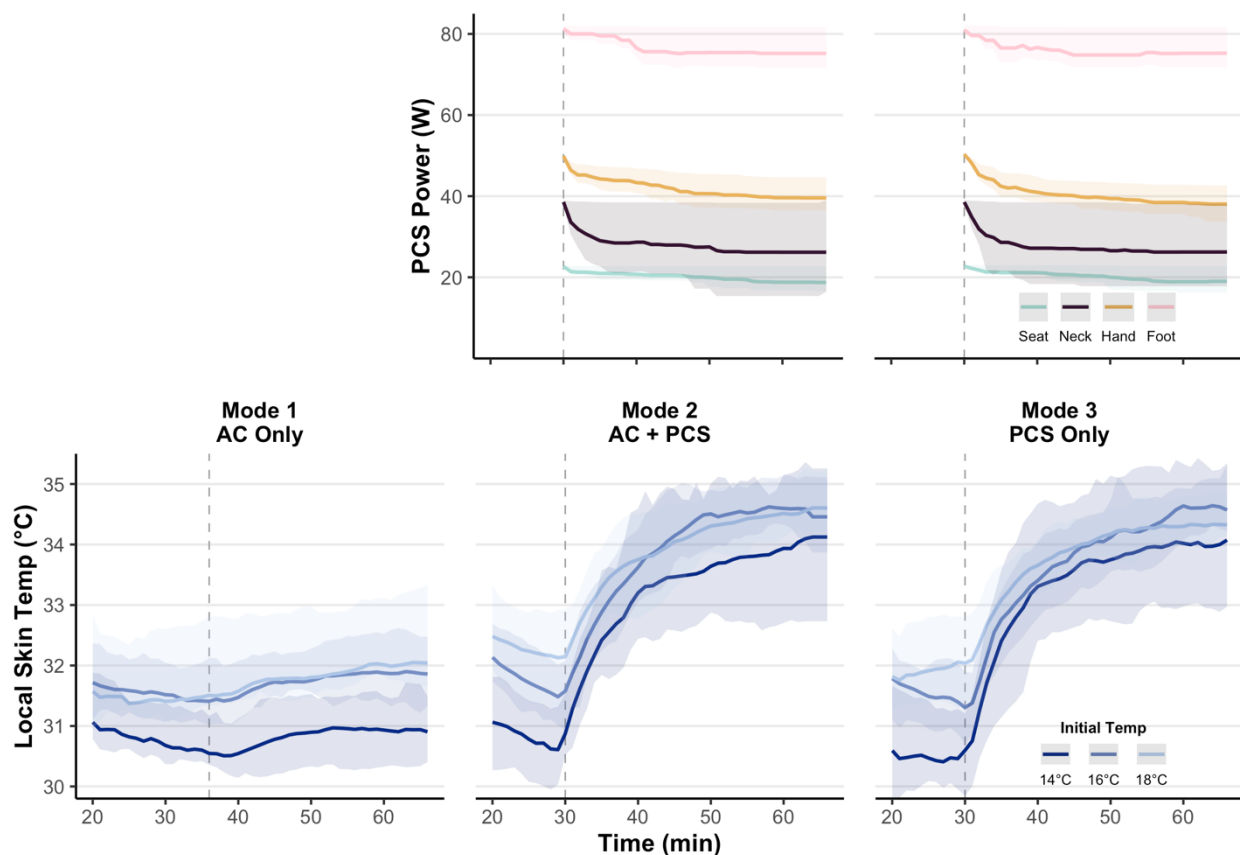 PCS Power (W)
80
60
40
20
Seat Neck Hand Foot
Mode 1
AC Only
Mode 2
AC + PCS
Mode 3
PCS Only
Local Skin Temp (°C)
35
34
33
32
31
30
Initial Temp
14°C 16°C 18°C
20 30 40 50 60
20 30 40 50 60
20 30 40 50 60
Time (min)